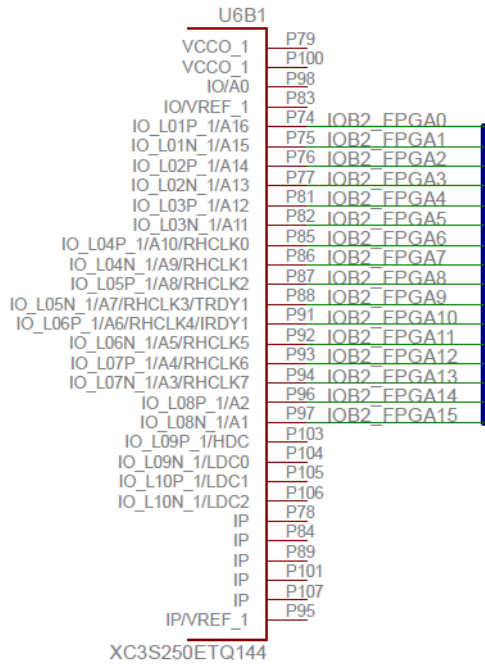 U6B1
VCCO_1 P79
VCCO_1 P100
IO/A0 P98
IO/VREF_1 P83
IO_L01P_1/A16 P74 IOB2_FPGA0
IO_L01N_1/A15 P75 IOB2_FPGA1
IO_L02P_1/A14 P76 IOB2_FPGA2
IO_L02N_1/A13 P77 IOB2_FPGA3
IO_L03P_1/A12 P81 IOB2_FPGA4
IO_L03N_1/A11 P82 IOB2_FPGA5
IO_L04P_1/A10/RHCLK0 P85 IOB2_FPGA6
IO_L04N_1/A9/RHCLK1 P86 IOB2_FPGA7
IO_L05P_1/A8/RHCLK2 P87 IOB2_FPGA8
IO_L05N_1/A7/RHCLK3/TRDY1 P88 IOB2_FPGA9
IO_L06P_1/A6/RHCLK4/IRDY1 P91 IOB2_FPGA10
IO_L06N_1/A5/RHCLK5 P92 IOB2_FPGA11
IO_L07P_1/A4/RHCLK6 P93 IOB2_FPGA12
IO_L07N_1/A3/RHCLK7 P94 IOB2_FPGA13
IO_L08P_1/A2 P96 IOB2_FPGA14
IO_L08N_1/A1 P97 IOB2_FPGA15
IO_L09P_1/HDC P103
IO_L09N_1/LDC0 P104
IO_L10P_1/LDC1 P105
IO_L10N_1/LDC2 P106
IP P78
IP P84
IP P89
IP P101
IP P107
IP/VREF_1 P95
XC3S250ETQ144